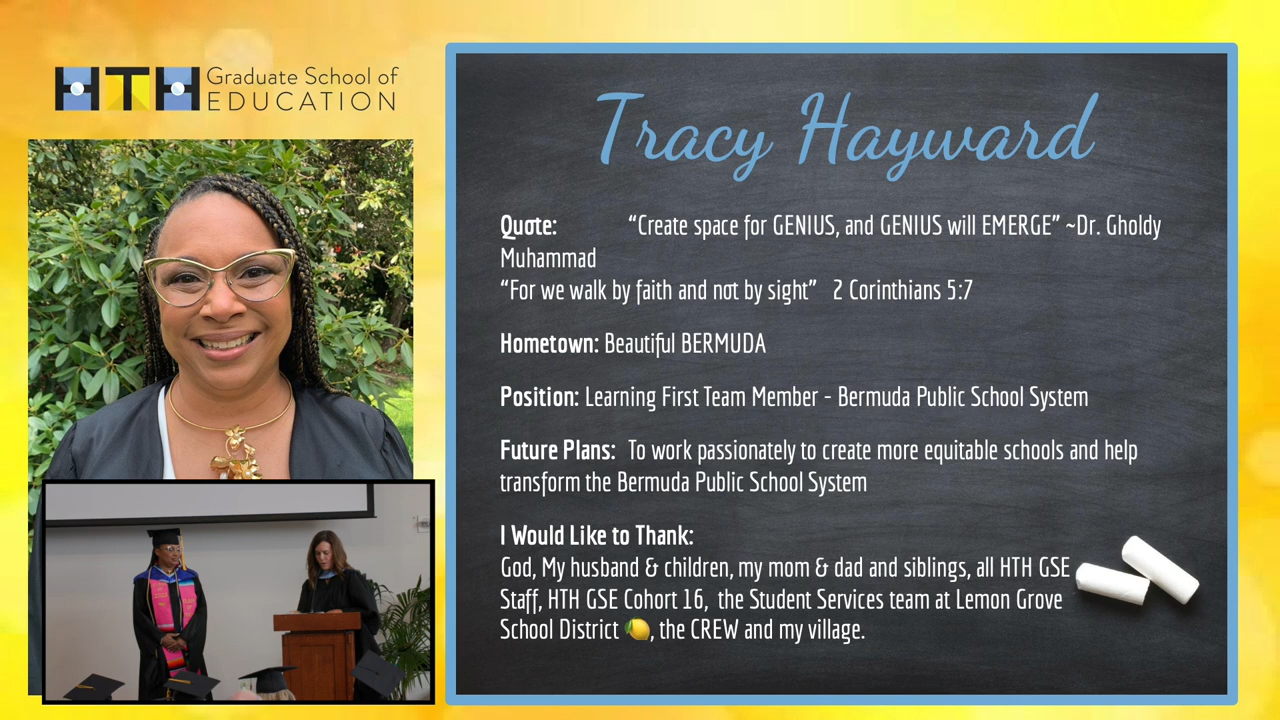 HTH Graduate School of
EDUCATION
Tracy Hayward
Quote: “Create space for GENIUS, and GENIUS will EMERGE” ~Dr. Gholdy
Muhammad
“For we walk by faith and not by sight” 2 Corinthians 5:7
Hometown: Beautiful BERMUDA
Position: Learning First Team Member - Bermuda Public School System
Future Plans: To work passionately to create more equitable schools and help
transform the Bermuda Public School System
I Would Like to Thank:
God, My husband & children, my mom & dad and siblings, all HTH GSE
Staff, HTH GSE Cohort 16, the Student Services team at Lemon Grove
School District 🍋, the CREW and my village.